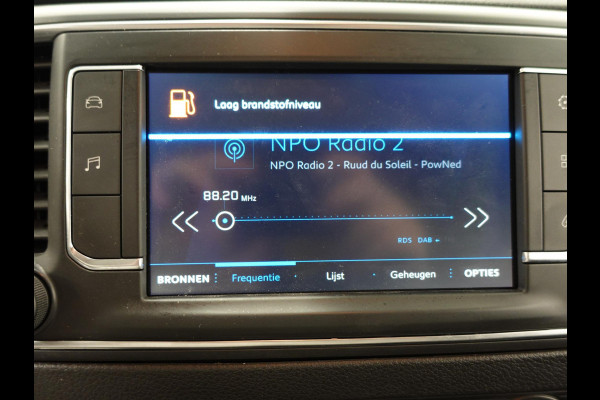 Laag brandstofniveau
NPO Radio 2
NPO Radio 2 - Ruud du Soleil - PowNed
88.20 MHz
RDS DAB
BRONNEN Frequentie Lijst Geheugen OPTIES